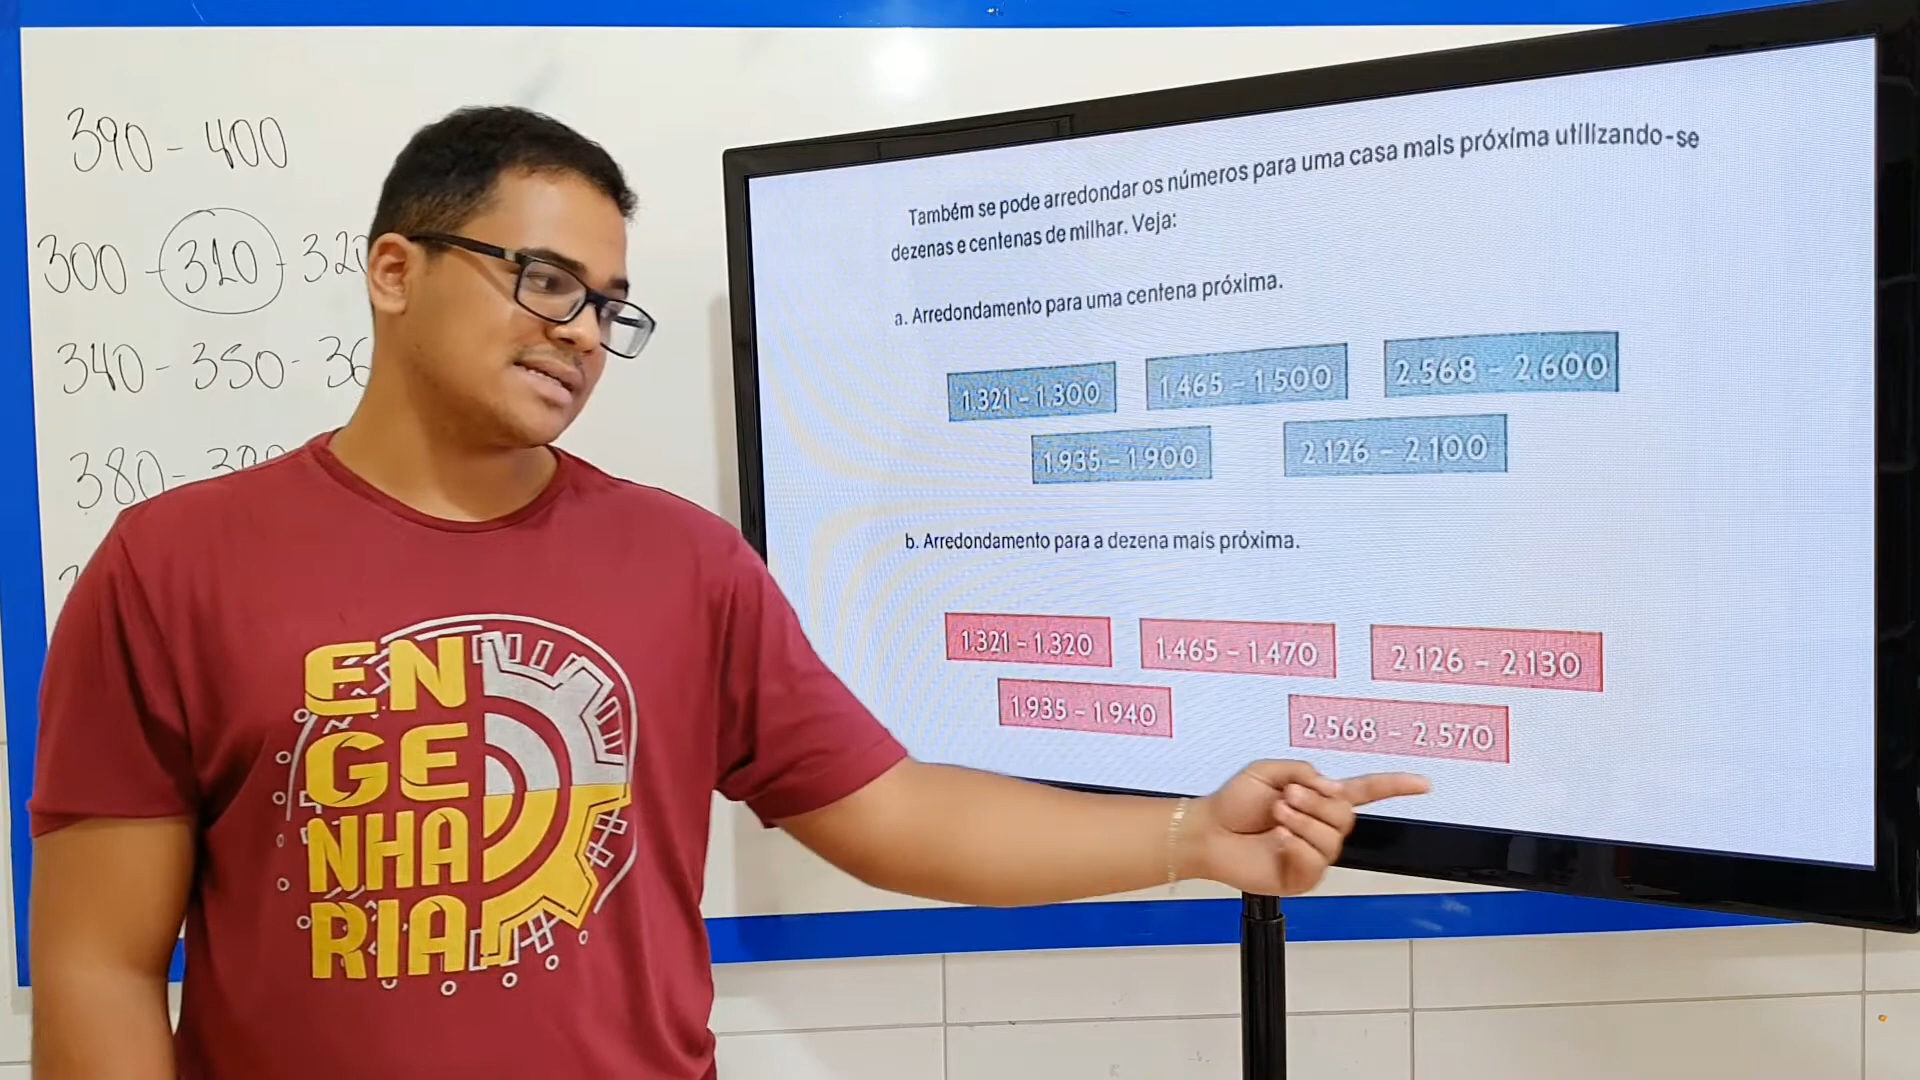 390 - 400
300 - 310 - 320
340 - 350 - 36
380 - 390
Também se pode arredondar os números para uma casa mais próxima utilizando-se
dezenas e centenas de milhar. Veja:
a. Arredondamento para uma centena próxima.
1.321 - 1.300
1.465 - 1.500
2.568 - 2.600
1.935 - 1.900
2.126 - 2.100
b. Arredondamento para a dezena mais próxima.
1.321 - 1.320
1.465 - 1.470
2.126 - 2.130
1.935 - 1.940
2.568 - 2.570
EN
GE
NHA
RIA